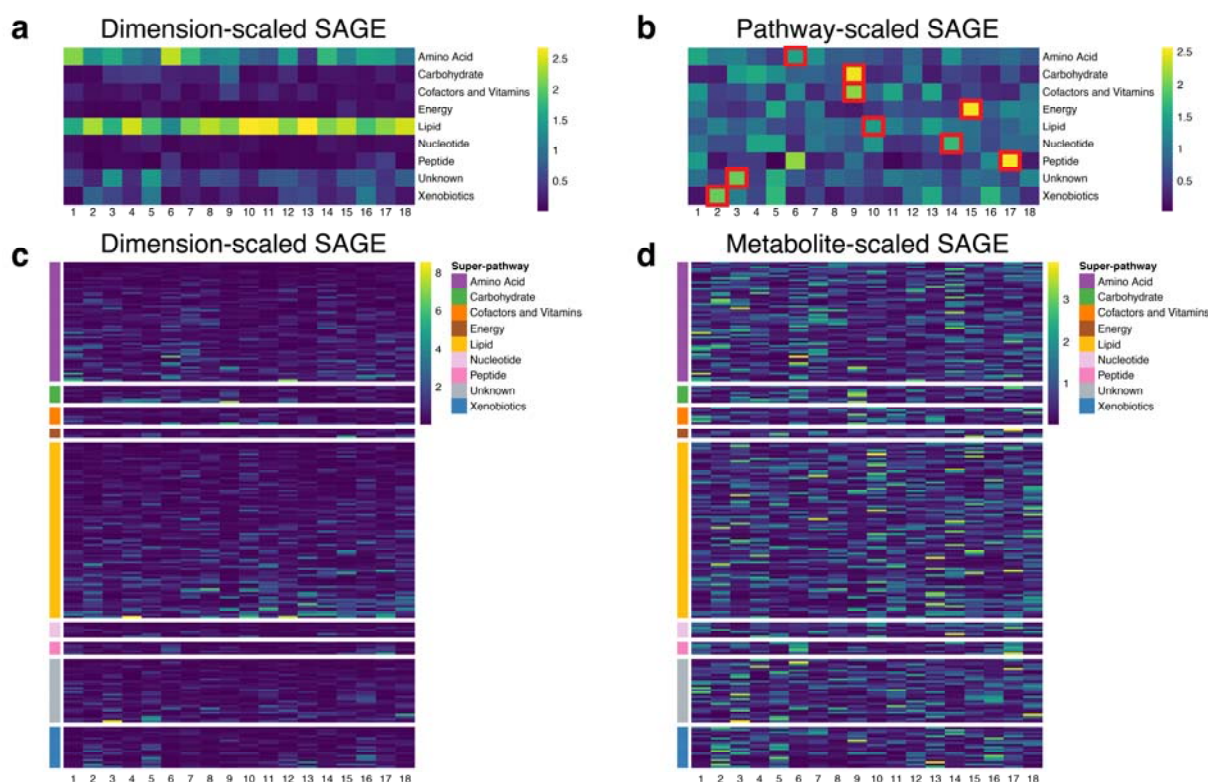 a
Dimension-scaled SAGE
Amino Acid
Carbohydrate
Cofactors and Vitamins
Energy
Lipid
Nucleotide
Peptide
Unknown
Xenobiotics
2.5
2
1.5
1
0.5
1 2 3 4 5 6 7 8 9 10 11 12 13 14 15 16 17 18
b
Pathway-scaled SAGE
Amino Acid
Carbohydrate
Cofactors and Vitamins
Energy
Lipid
Nucleotide
Peptide
Unknown
Xenobiotics
2.5
2
1.5
1
0.5
1 2 3 4 5 6 7 8 9 10 11 12 13 14 15 16 17 18
c
Dimension-scaled SAGE
8
6
4
2
Super-pathway
Amino Acid
Carbohydrate
Cofactors and Vitamins
Energy
Lipid
Nucleotide
Peptide
Unknown
Xenobiotics
1 2 3 4 5 6 7 8 9 10 11 12 13 14 15 16 17 18
d
Metabolite-scaled SAGE
3
2
1
Super-pathway
Amino Acid
Carbohydrate
Cofactors and Vitamins
Energy
Lipid
Nucleotide
Peptide
Unknown
Xenobiotics
1 2 3 4 5 6 7 8 9 10 11 12 13 14 15 16 17 18